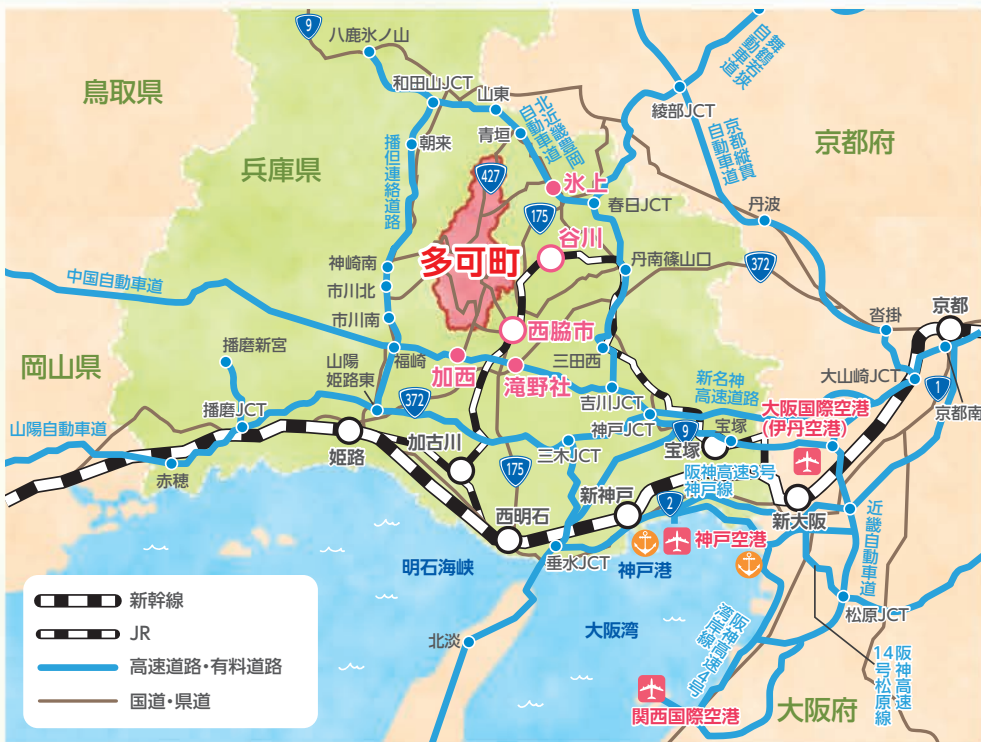 9
八鹿氷ノ山
舞鶴若狭
自動車道
鳥取県
和田山JCT
山東
北近畿豊岡
自動車道
綾部JCT
京都縦貫
自動車道
京都府
青垣
朝来
兵庫県
播但連絡道路
427
氷上
175
春日JCT
丹波
谷川
多可町
神崎南
丹南篠山口
372
中国自動車道
市川北
市川南
沓掛
京都
西脇市
播磨新宮
山陽
姫路東
福崎
加西
滝野社
三田西
岡山県
新名神
高速道路
大山崎JCT
1
京都南
372
吉川JCT
大阪国際空港
(伊丹空港)
播磨JCT
山陽自動車道
神戸JCT
9
宝塚
宝塚
姫路
加古川
三木JCT
赤穂
175
阪神高速3号
神戸線
新神戸
2
新大阪
西明石
神戸空港
近畿自動車道
垂水JCT
神戸港
明石海峡
新幹線
JR
高速道路・有料道路
国道・県道
北淡
大阪湾
阪神高速4号
湾岸線
松原JCT
阪神高速
14号松原線
関西国際空港
大阪府